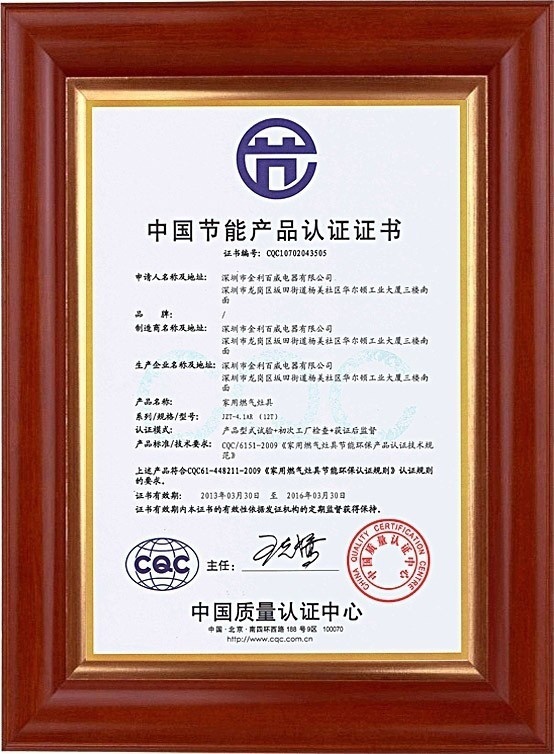 中国节能产品认证证书
证书编号: CQC10702043505
申请人名称及地址: 深圳市金利百威电器有限公司
深圳市龙岗区坂田街道杨美社区华尔顿工业大厦三楼南
面
品 牌: /
制造商名称及地址: 深圳市金利百威电器有限公司
深圳市龙岗区坂田街道杨美社区华尔顿工业大厦三楼南
面
生产企业名称及地址: 深圳市金利百威电器有限公司
深圳市龙岗区坂田街道杨美社区华尔顿工业大厦三楼南
面
产品名称: 家用燃气灶具
系列/规格/型号: JZT-4.1AR (12T)
认证模式: 产品型式试验+初次工厂检查+获证后监督
产品标准/技术要求: CQC/6151-2009《家用燃气灶具节能环保产品认证技术规
范》
上述产品符合CQC61-448211-2009《家用燃气灶具节能环保认证规则》认证规则
的要求。
证书有效期: 2013年03月30日 至 2016年03月30日
证书有效期内本证书的有效性依据发证机构的定期监督获得保持。
CQC
主任:
CHINA QUALITY CERTIFICATION CENTRE
中国质量认证中心
中国质量认证中心
中国·北京·南四环西路 188 号9区 100070
http://www.cqc.com.cn